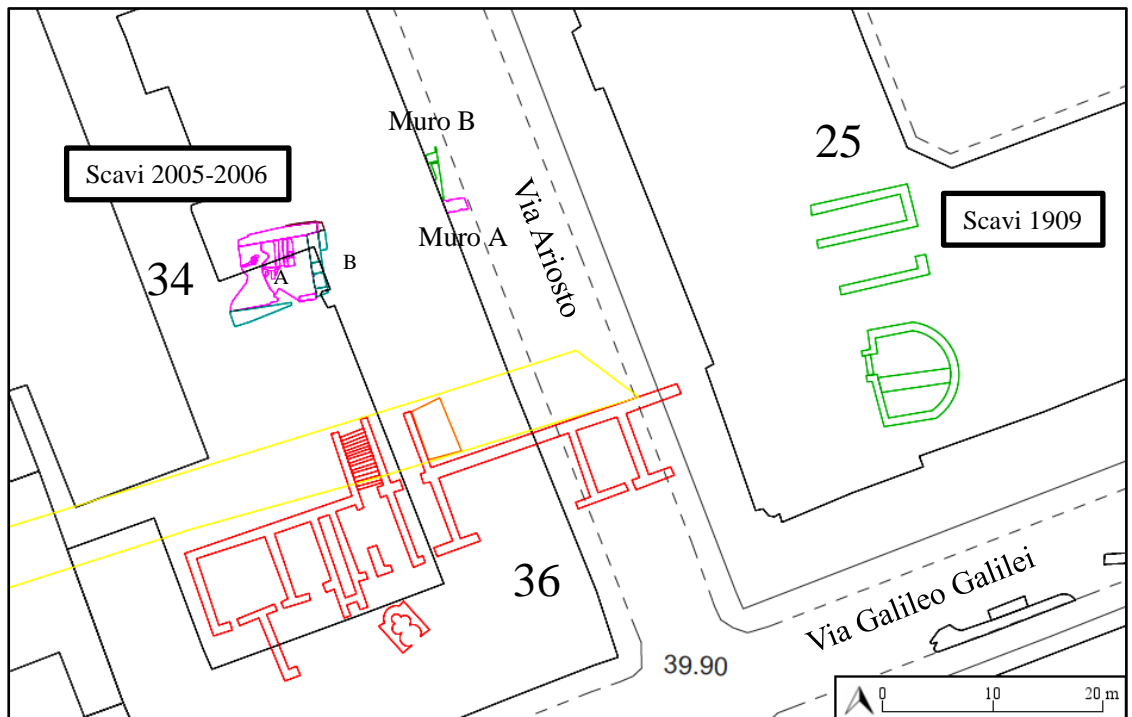 Muro B
25
Scavi 2005-2006
Via Ariosto
Scavi 1909
Muro A
B
A
34
36
Via Galileo Galilei
39.90
0 10 20 m